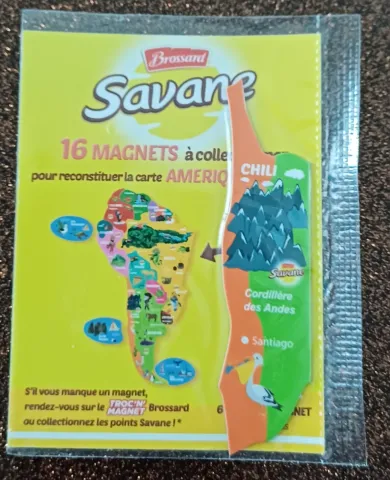 Brossard
Savane
16 MAGNETS à colle
pour reconstituer la carte AMERIQ
CHILI
Savane
Cordillère
des Andes
Santiago
S'il vous manque un magnet,
rendez-vous sur le TROC'N' MAGNET Brossard
ou collectionnez les points Savane ! *